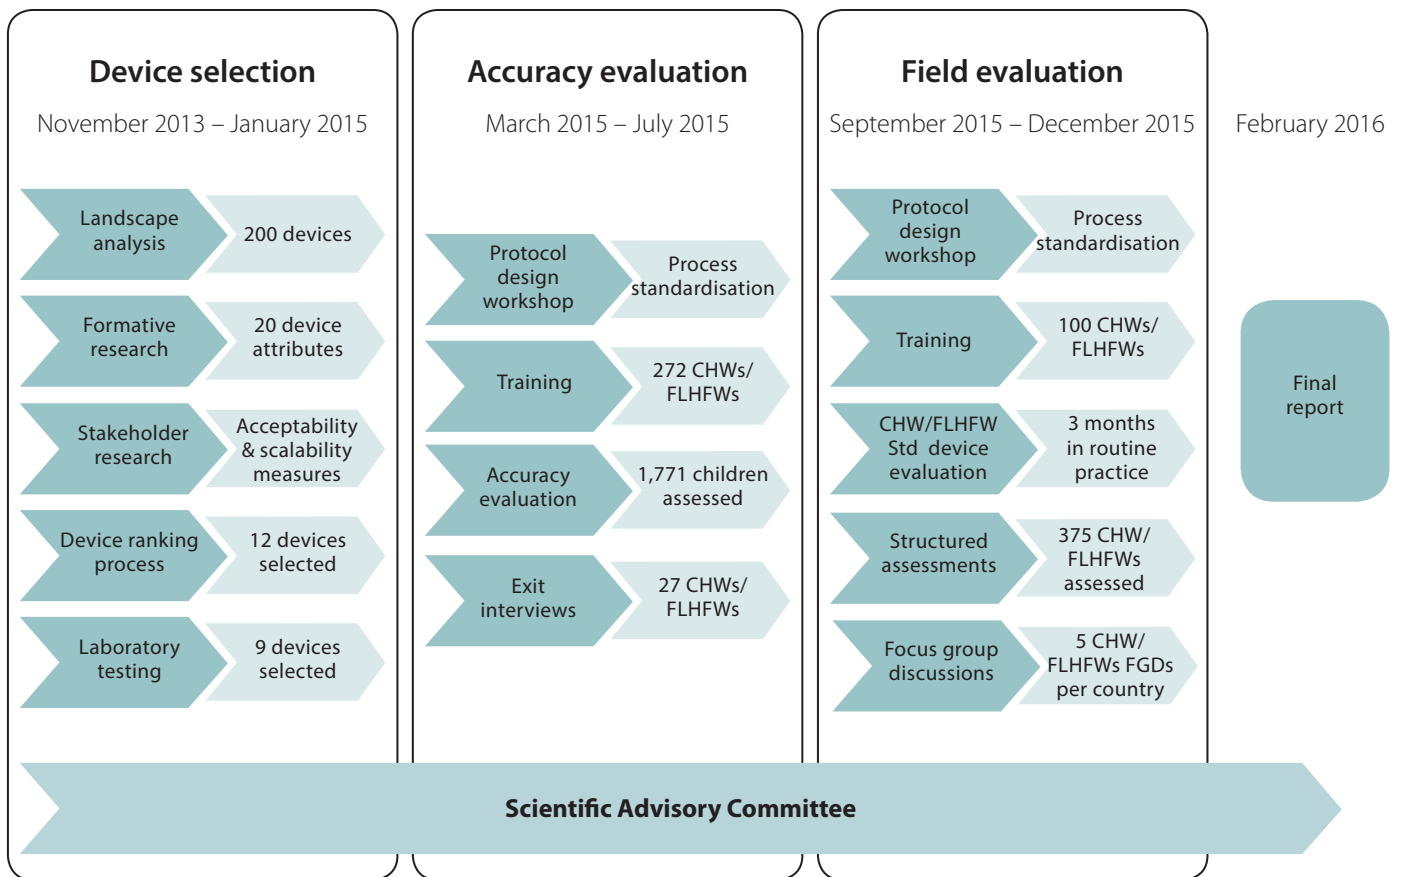 Device selection
November 2013 – January 2015
Landscape
analysis
200 devices
Formative
research
20 device
attributes
Stakeholder
research
Acceptability
& scalability
measures
Device ranking
process
12 devices
selected
Laboratory
testing
9 devices
selected
Accuracy evaluation
March 2015 – July 2015
Protocol
design
workshop
Process
standardisation
Training
272 CHWs/
FLHFWs
Accuracy
evaluation
1,771 children
assessed
Exit
interviews
27 CHWs/
FLHFWs
Field evaluation
September 2015 – December 2015
Protocol
design
workshop
Process
standardisation
Training
100 CHWs/
FLHFWs
CHW/FLHFW
Std device
evaluation
3 months
in routine
practice
Structured
assessments
375 CHW/
FLHFWs
assessed
Focus group
discussions
5 CHW/
FLHFWs FGDs
per country
February 2016
Final
report
Scientific Advisory Committee